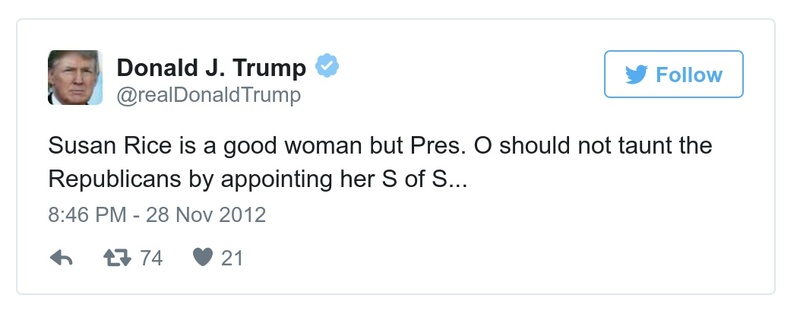 Donald J. Trump
@realDonaldTrump
Follow
Susan Rice is a good woman but Pres. O should not taunt the
Republicans by appointing her S of S...
8:46 PM - 28 Nov 2012
74 21